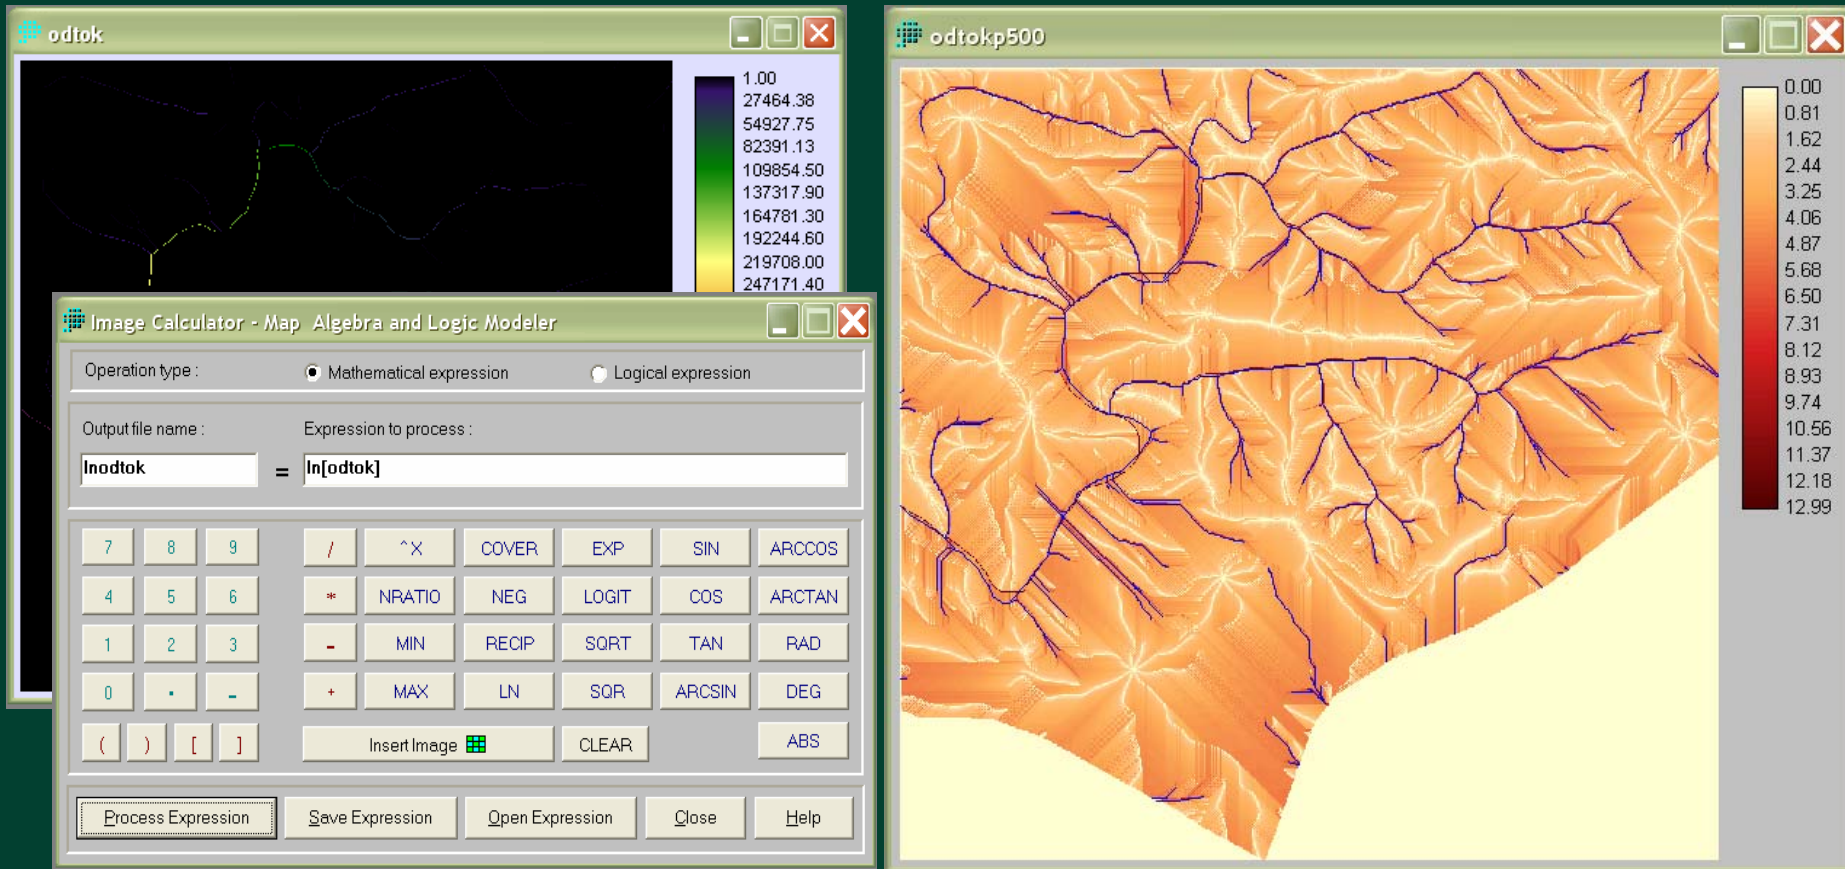 odtok
1.00
27464.38
54927.75
82391.13
109854.50
137317.90
164781.30
192244.60
219708.00
247171.40
Image Calculator - Map Algebra and Logic Modeler
Operation type :
Mathematical expression
Logical expression
Output file name :
Expression to process :
lnodtok = ln[odtok]
7 8 9 / ^X COVER EXP SIN ARCCOS
4 5 6 * NRATIO NEG LOGIT COS ARCTAN
1 2 3 - MIN RECIP SQRT TAN RAD
0 . - + MAX LN SQR ARCSIN DEG
( ) [ ] Insert Image CLEAR ABS
Process Expression Save Expression Open Expression Close Help
odtokp500
0.00
0.81
1.62
2.44
3.25
4.06
4.87
5.68
6.50
7.31
8.12
8.93
9.74
10.56
11.37
12.18
12.99